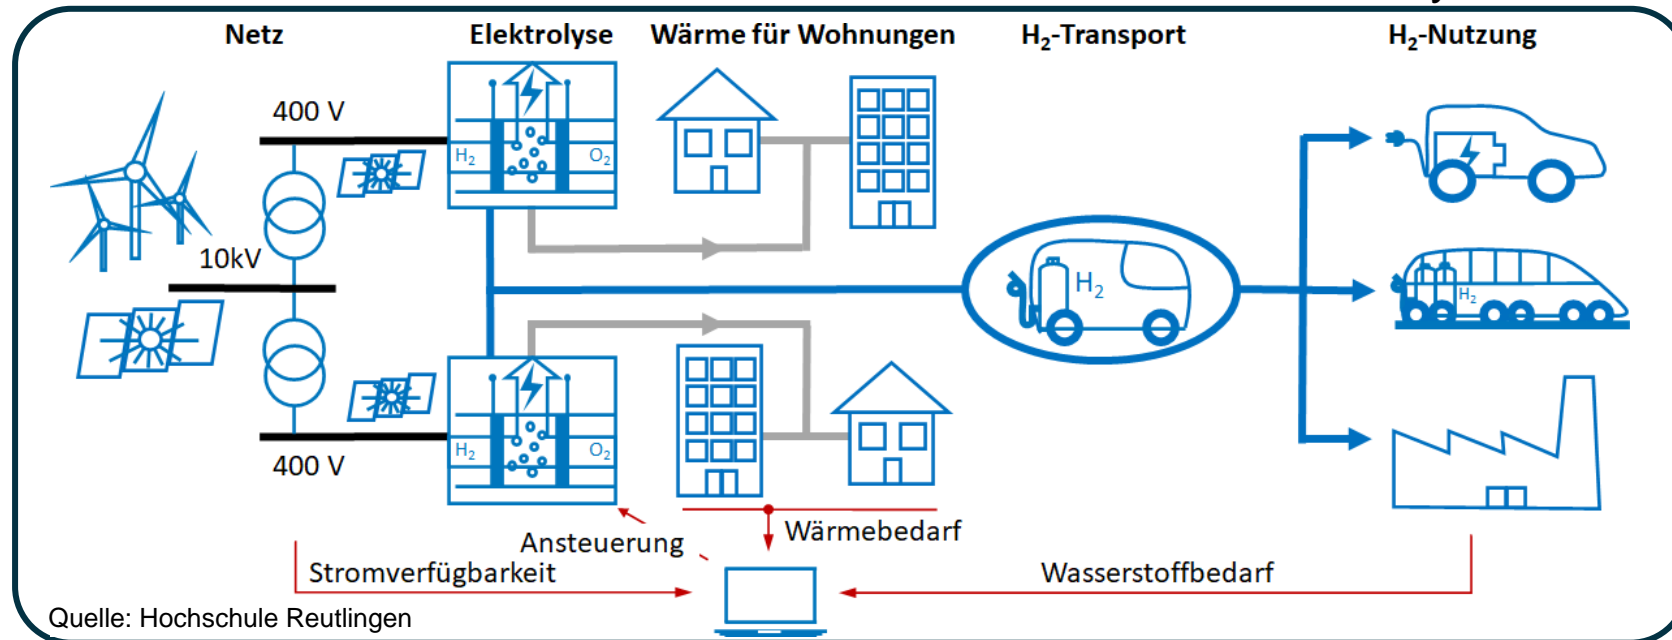 Netz
Elektrolyse
Wärme für Wohnungen
H₂-Transport
H₂-Nutzung
400 V
H₂
O₂
10kV
H₂
H₂
H₂
O₂
400 V
Ansteuerung
Wärmebedarf
Stromverfügbarkeit
Wasserstoffbedarf
Quelle: Hochschule Reutlingen